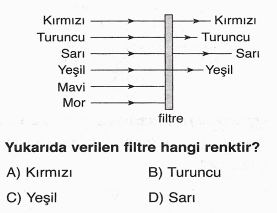 Kırmızı Kırmızı
Turuncu Turuncu
Sarı Sarı
Yeşil Yeşil
Mavi
Mor
filtre
Yukarıda verilen filtre hangi renktir?
A) Kırmızı B) Turuncu
C) Yeşil D) Sarı